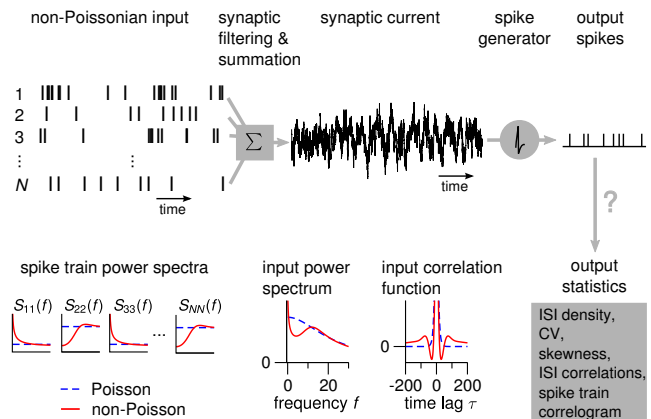 non-Poissonian input
synaptic
filtering &
summation
synaptic current
spike
generator
output
spikes
1
2
3
⋮
⋮
N
time
Σ
time
?
spike train power spectra
S11(f)
S22(f)
S33(f)
...
SNN(f)
input power
spectrum
0
0
20
frequency f
input correlation
function
0
-200
0
200
time lag τ
output
statistics
ISI density,
CV,
skewness,
ISI correlations,
spike train
correlogram
Poisson
non-Poisson